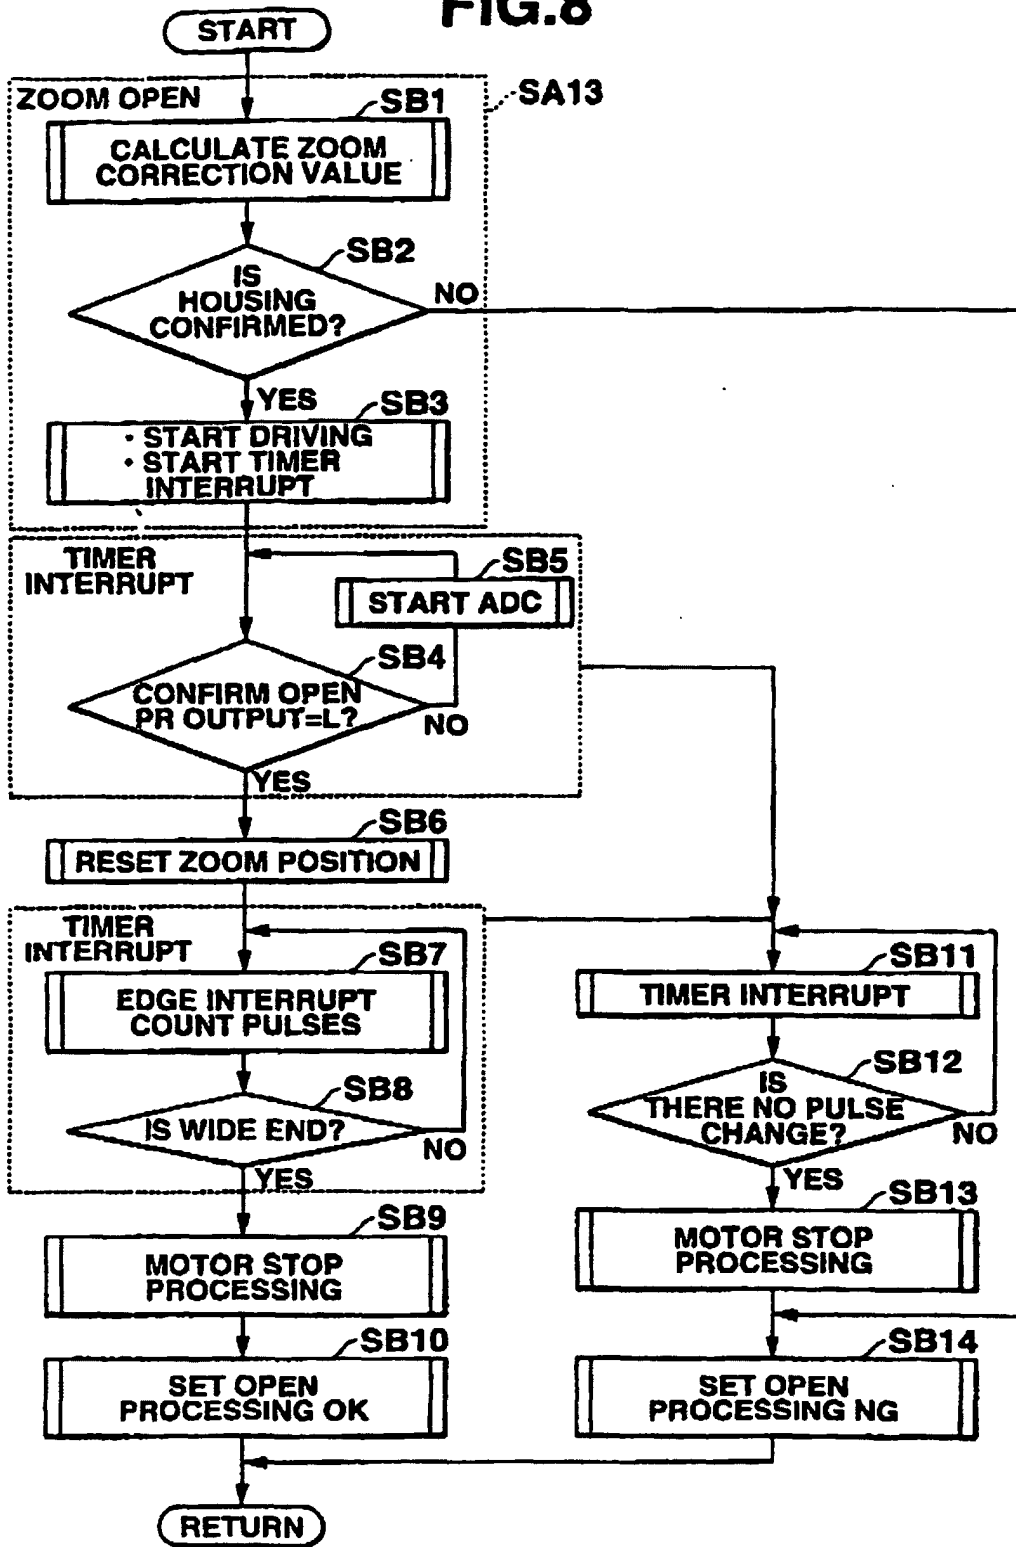 FIG.8
START
ZOOM OPEN
SB1
SA13
CALCULATE ZOOM
CORRECTION VALUE
SB2
IS
HOUSING
CONFIRMED?
NO
YES
SB3
· START DRIVING
· START TIMER
INTERRUPT
TIMER
INTERRUPT
SB5
START ADC
SB4
CONFIRM OPEN
PR OUTPUT=L?
NO
YES
SB6
RESET ZOOM POSITION
TIMER
INTERRUPT
SB7
EDGE INTERRUPT
COUNT PULSES
SB8
IS WIDE END?
NO
YES
SB9
MOTOR STOP
PROCESSING
SB10
SET OPEN
PROCESSING OK
SB11
TIMER INTERRUPT
SB12
IS
THERE NO PULSE
CHANGE?
NO
YES
SB13
MOTOR STOP
PROCESSING
SB14
SET OPEN
PROCESSING NG
RETURN